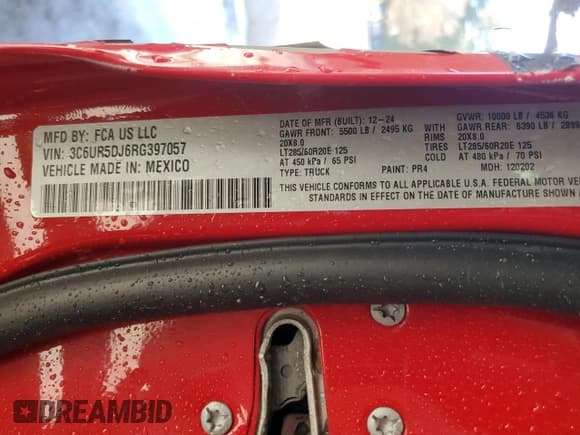 MFD BY: FCA US LLC
VIN: 3C6UR5DJ6RG397057
VEHICLE MADE IN: MEXICO
DATE OF MFR (BUILT): 12-24
GAWR FRONT: 5500 LB / 2495 KG WITH
20X8.0 RIMS
LT285/60R20E 125 TIRES
AT 450 kPa / 65 PSI COLD
TYPE: TRUCK PAINT: PR4
GVWR: 10000 LB / 4536 KG
GAWR REAR: 6390 LB /
20X8.0
LT285/60R20E 125
AT 480 kPa / 70 PSI
MDH: 120202
THIS VEHICLE CONFORMS TO ALL APPLICABLE U.S.A. FEDERAL MOTOR
STANDARDS IN EFFECT ON THE DATE OF MANUFACTURE SHOWN
DREAMBID